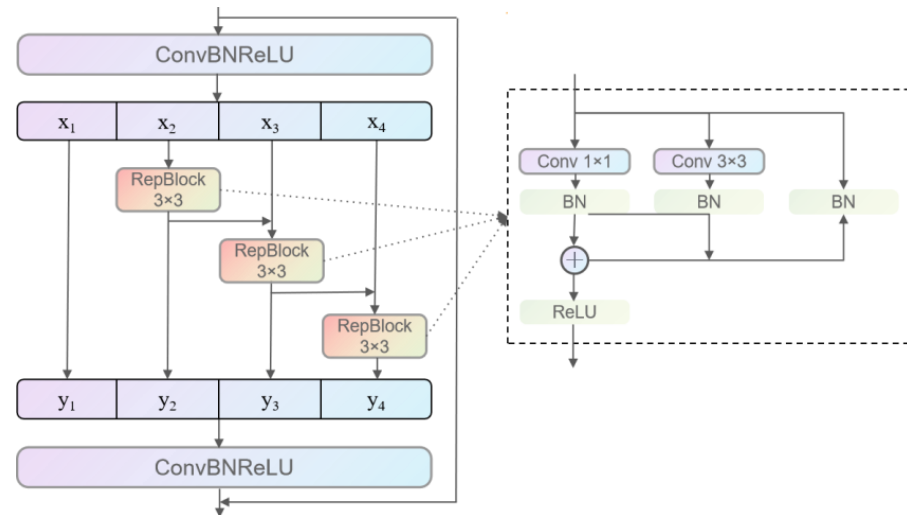 ConvBNReLU
x₁ x₂ x₃ x₄
RepBlock
3×3
RepBlock
3×3
RepBlock
3×3
y₁ y₂ y₃ y₄
ConvBNReLU
Conv 1×1 Conv 3×3
BN BN BN
+
ReLU